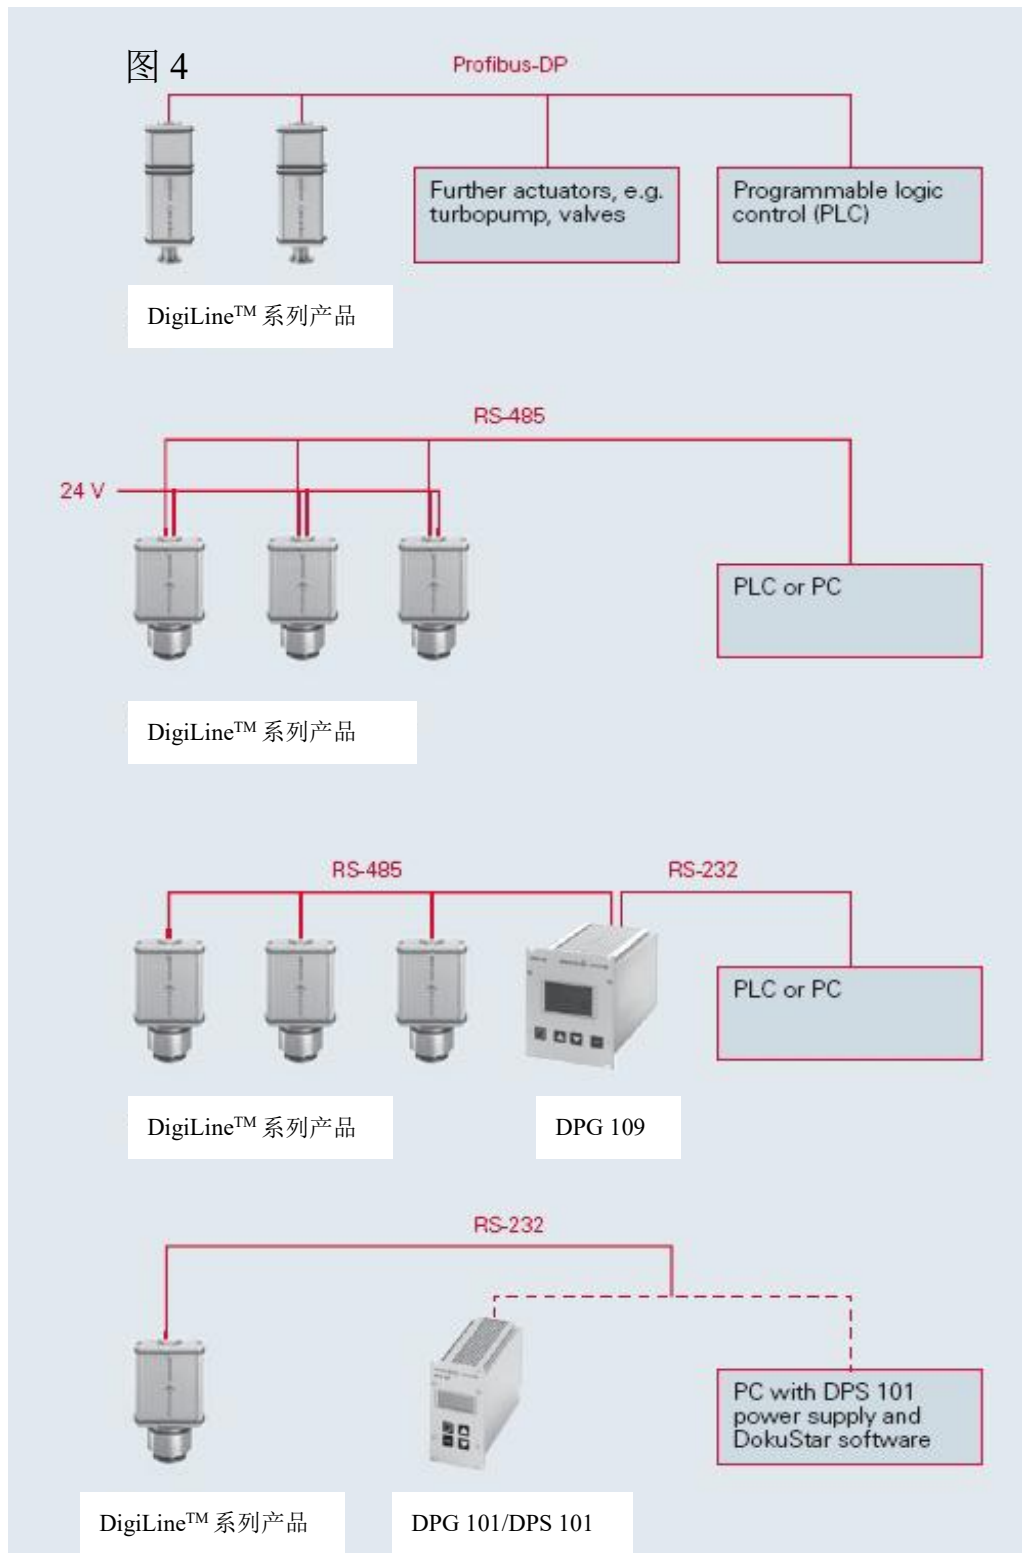 图 4
Profibus-DP
Further actuators, e.g.
turbopump, valves
Programmable logic
control (PLC)
DigiLine™ 系列产品
RS-485
24 V
PLC or PC
DigiLine™ 系列产品
RS-485
RS-232
PLC or PC
DigiLine™ 系列产品
DPG 109
RS-232
PC with DPS 101
power supply and
DokuStar software
DigiLine™ 系列产品
DPG 101/DPS 101